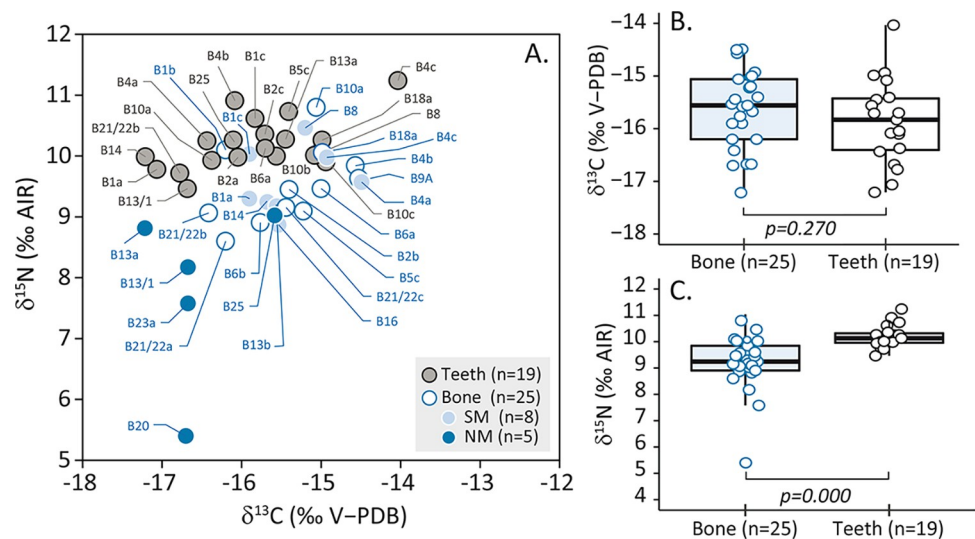 A.
12
11
10
9
8
7
6
5
δ¹⁵N (‰ AIR)
-18
-17
-16
-15
-14
-13
-12
δ¹³C (‰ V−PDB)
B4b
B1c
B13a
B5c
B4c
B1b
B25
B2c
B10a
B4a
B1c
B8
B10a
B18a
B21/22b
B8
B14
B18a
B4c
B1a
B2a
B6a
B10b
B4b
B13/1
B9A
B10c
B4a
B1a
B14
B13a
B21/22b
B6a
B13/1
B6b
B2b
B23a
B25
B5c
B21/22c
B16
B21/22a
B13b
B20
Teeth (n=19)
Bone (n=25)
SM (n=8)
NM (n=5)
B.
−14
−15
−16
−17
−18
δ¹³C (‰ V−PDB)
p=0.270
Bone (n=25) Teeth (n=19)
C.
11
10
9
8
7
6
5
4
δ¹⁵N (‰ AIR)
p=0.000
Bone (n=25) Teeth (n=19)